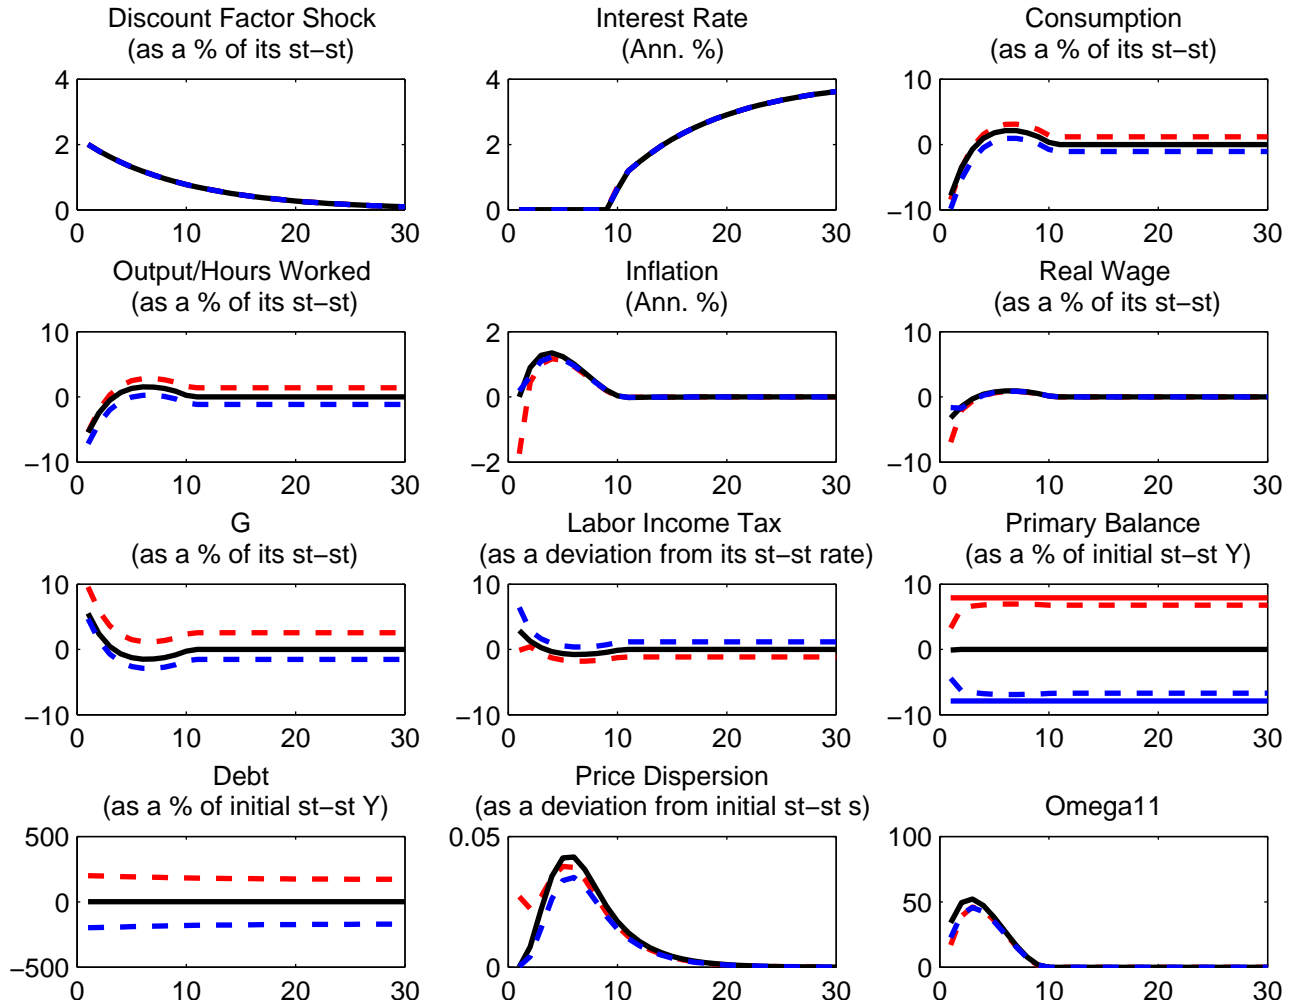 Discount Factor Shock
(as a % of its st−st)
4
2
0
0 10 20 30
Interest Rate
(Ann. %)
4
2
0
0 10 20 30
Consumption
(as a % of its st−st)
10
0
−10
0 10 20 30
Output/Hours Worked
(as a % of its st−st)
10
0
−10
0 10 20 30
Inflation
(Ann. %)
2
0
−2
0 10 20 30
Real Wage
(as a % of its st−st)
10
0
−10
0 10 20 30
G
(as a % of its st−st)
10
0
−10
0 10 20 30
Labor Income Tax
(as a deviation from its st−st rate)
10
0
−10
0 10 20 30
Primary Balance
(as a % of initial st−st Y)
10
0
−10
0 10 20 30
Debt
(as a % of initial st−st Y)
500
0
−500
0 10 20 30
Price Dispersion
(as a deviation from initial st−st s)
0.05
0
0 10 20 30
Omega11
100
50
0
0 10 20 30